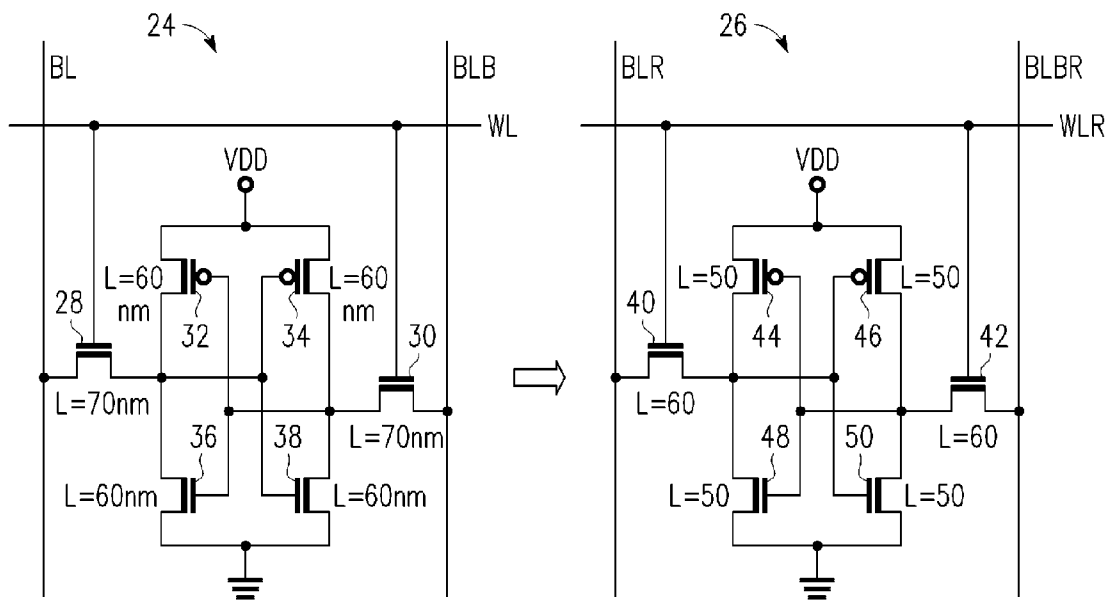 24
26
BL
BLB
BLR
BLBR
WL
WLR
VDD
VDD
L=60
nm
L=60
nm
L=50
L=50
28
32
34
30
40
44
46
42
L=70nm
L=70nm
L=60
L=60
36
38
48
50
L=60nm
L=60nm
L=50
L=50